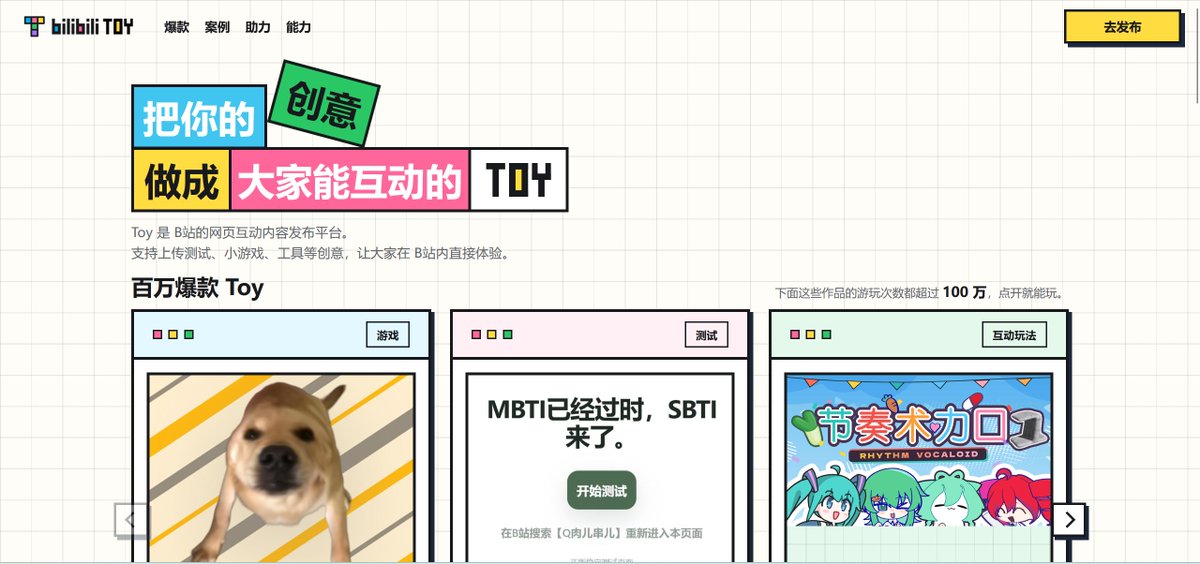 bilibili TOY 爆款 案例 助力 能力 去发布
把你的 创意
做成 大家能互动的 TOY
Toy 是 B站的网页互动内容发布平台。
支持上传测试、小游戏、工具等创意，让大家在 B站内直接体验。
百万爆款 Toy
下面这些作品的游玩次数都超过 100 万，点开就能玩。
游戏
测试
MBTI已经过时，SBTI
来了。
开始测试
在B站搜索【Q肉儿串儿】重新进入本页面
互动玩法
节奏术力口
RHYTHM VOCALOID